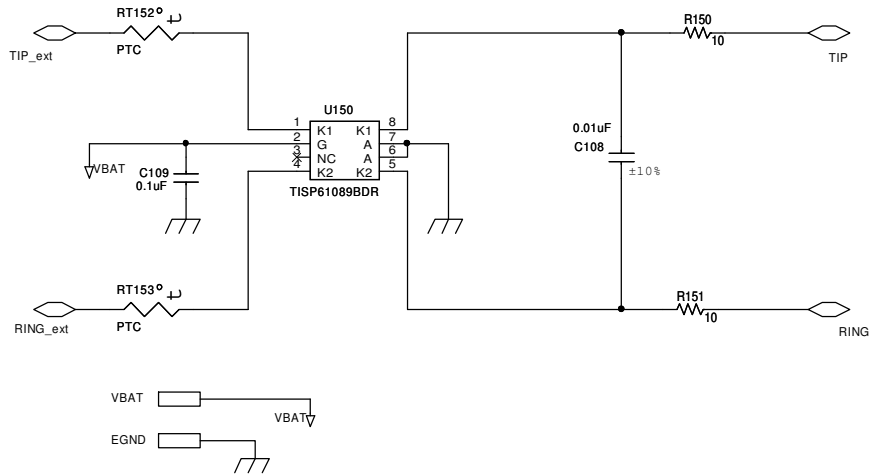 RT152
t
R150
TIP_ext
PTC
10
TIP
U150
1 K1 K1 8
2 G A 7
3 NC A 6
4 K2 K2 5
TISP61089BDR
VBAT
C109
0.1uF
0.01uF
C108
±10%
RT153
t
R151
RING_ext
PTC
10
RING
VBAT
VBAT
EGND